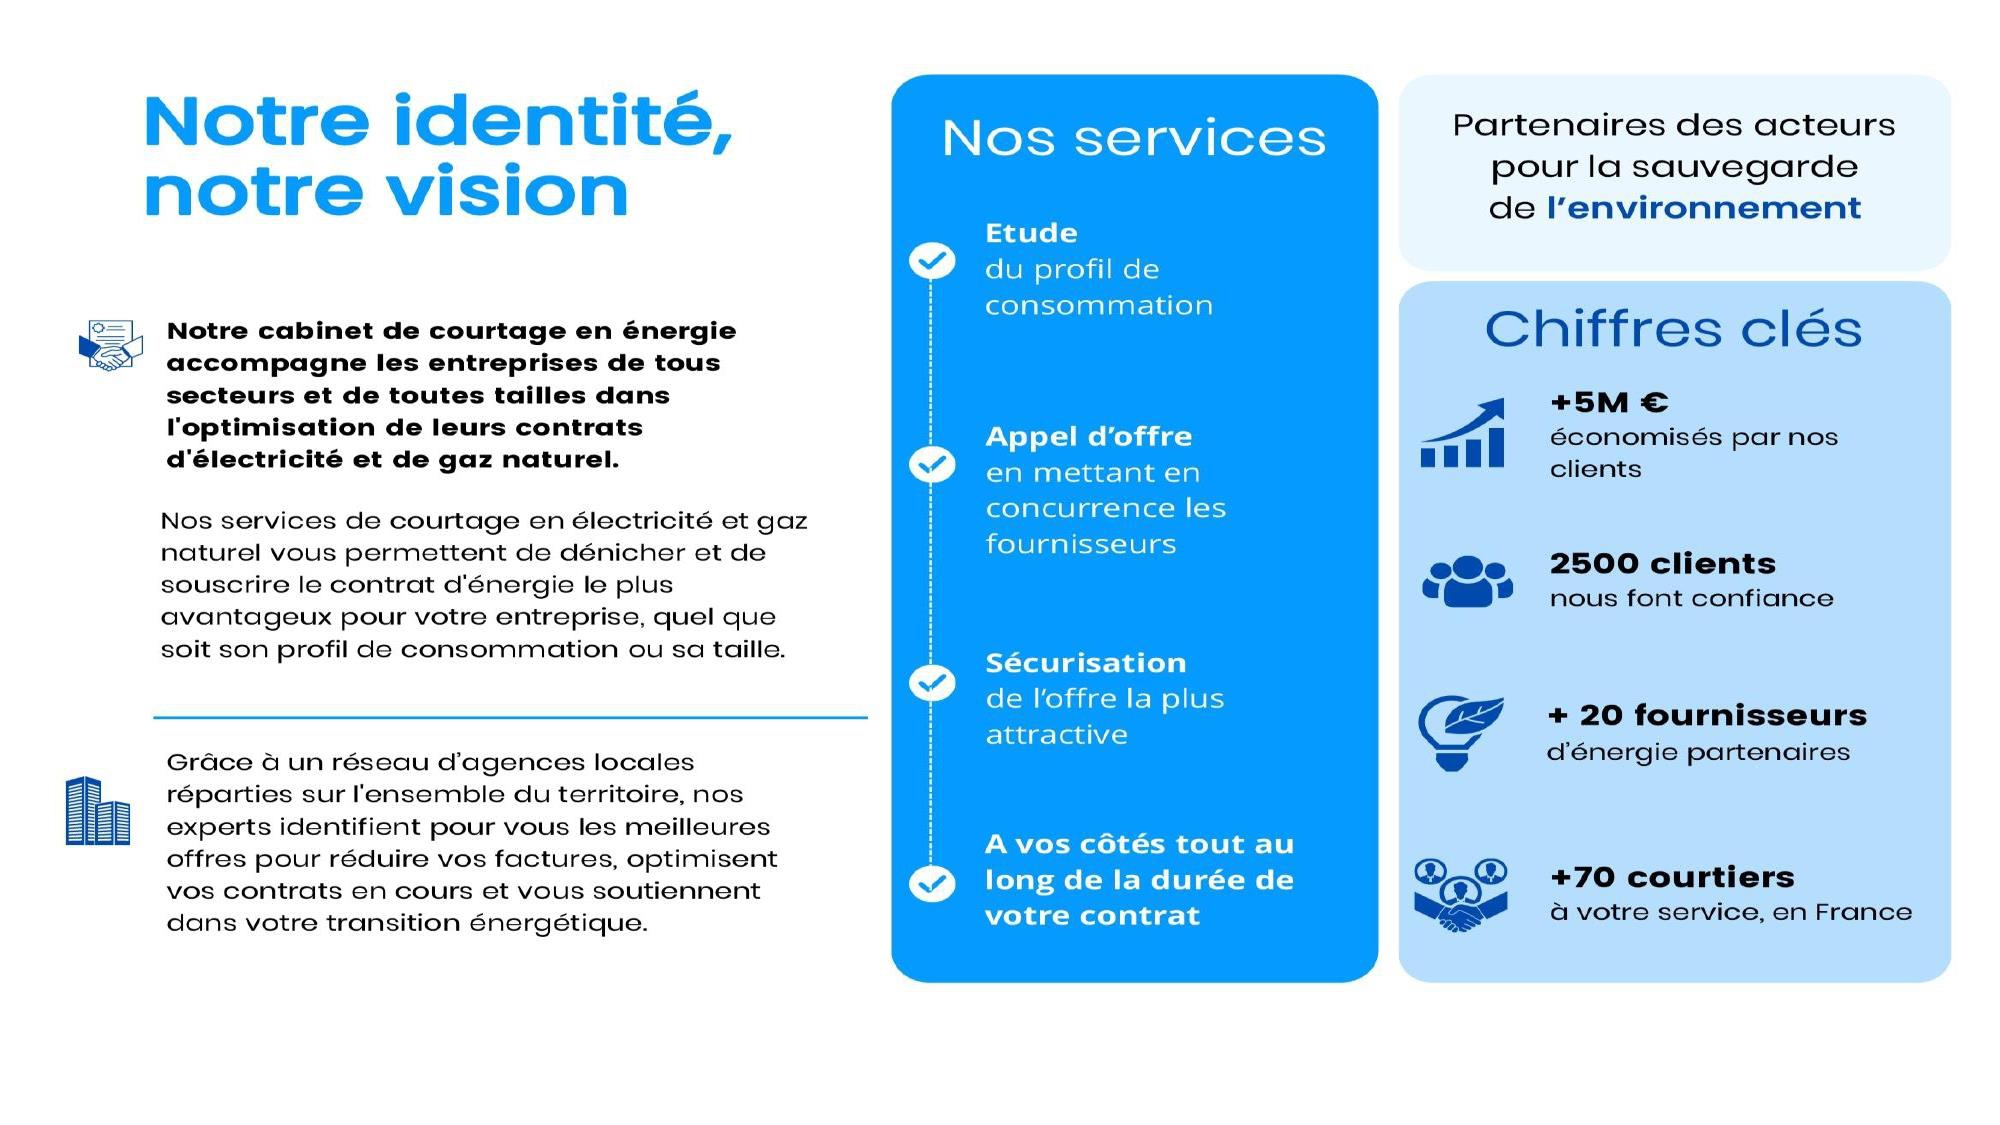 Notre identité,
notre vision
Notre cabinet de courtage en énergie
accompagne les entreprises de tous
secteurs et de toutes tailles dans
l'optimisation de leurs contrats
d'électricité et de gaz naturel.
Nos services de courtage en électricité et gaz
naturel vous permettent de dénicher et de
souscrire le contrat d'énergie le plus
avantageux pour votre entreprise, quel que
soit son profil de consommation ou sa taille.
Grâce à un réseau d’agences locales
réparties sur l'ensemble du territoire, nos
experts identifient pour vous les meilleures
offres pour réduire vos factures, optimisent
vos contrats en cours et vous soutiennent
dans votre transition énergétique.
Nos services
Etude
du profil de
consommation
Appel d’offre
en mettant en
concurrence les
fournisseurs
Sécurisation
de l’offre la plus
attractive
A vos côtés tout au
long de la durée de
votre contrat
Partenaires des acteurs
pour la sauvegarde
de l’environnement
Chiffres clés
+5M €
économisés par nos
clients
2500 clients
nous font confiance
+ 20 fournisseurs
d’énergie partenaires
+70 courtiers
à votre service, en France